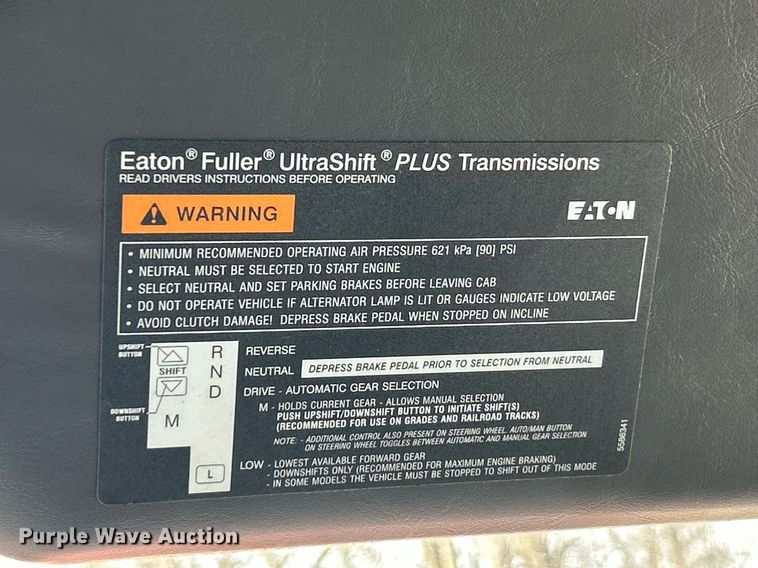 Eaton® Fuller® UltraShift® PLUS Transmissions
READ DRIVERS INSTRUCTIONS BEFORE OPERATING
WARNING
EATON
• MINIMUM RECOMMENDED OPERATING AIR PRESSURE 621 kPa [90] PSI
• NEUTRAL MUST BE SELECTED TO START ENGINE
• SELECT NEUTRAL AND SET PARKING BRAKES BEFORE LEAVING CAB
• DO NOT OPERATE VEHICLE IF ALTERNATOR LAMP IS LIT OR GAUGES INDICATE LOW VOLTAGE
• AVOID CLUTCH DAMAGE! DEPRESS BRAKE PEDAL WHEN STOPPED ON INCLINE
UPSHIFT
BUTTON
R REVERSE
SHIFT
N NEUTRAL DEPRESS BRAKE PEDAL PRIOR TO SELECTION FROM NEUTRAL
D DRIVE - AUTOMATIC GEAR SELECTION
DOWNSHIFT
BUTTON
M
M - HOLDS CURRENT GEAR - ALLOWS MANUAL SELECTION
PUSH UPSHIFT/DOWNSHIFT BUTTON TO INITIATE SHIFT(S)
(RECOMMENDED FOR USE ON GRADES AND RAILROAD TRACKS)
NOTE: - ADDITIONAL CONTROL ALSO PRESENT ON STEERING WHEEL AUTO/MAN BUTTON
ON STEERING WHEEL TOGGLES BETWEEN AUTOMATIC AND MANUAL GEAR SELECTION
L LOW - LOWEST AVAILABLE FORWARD GEAR
- DOWNSHIFTS ONLY (RECOMMENDED FOR MAXIMUM ENGINE BRAKING)
- IN SOME MODELS THE VEHICLE MUST BE STOPPED TO SHIFT OUT OF THIS MODE
5586341
Purple Wave Auction